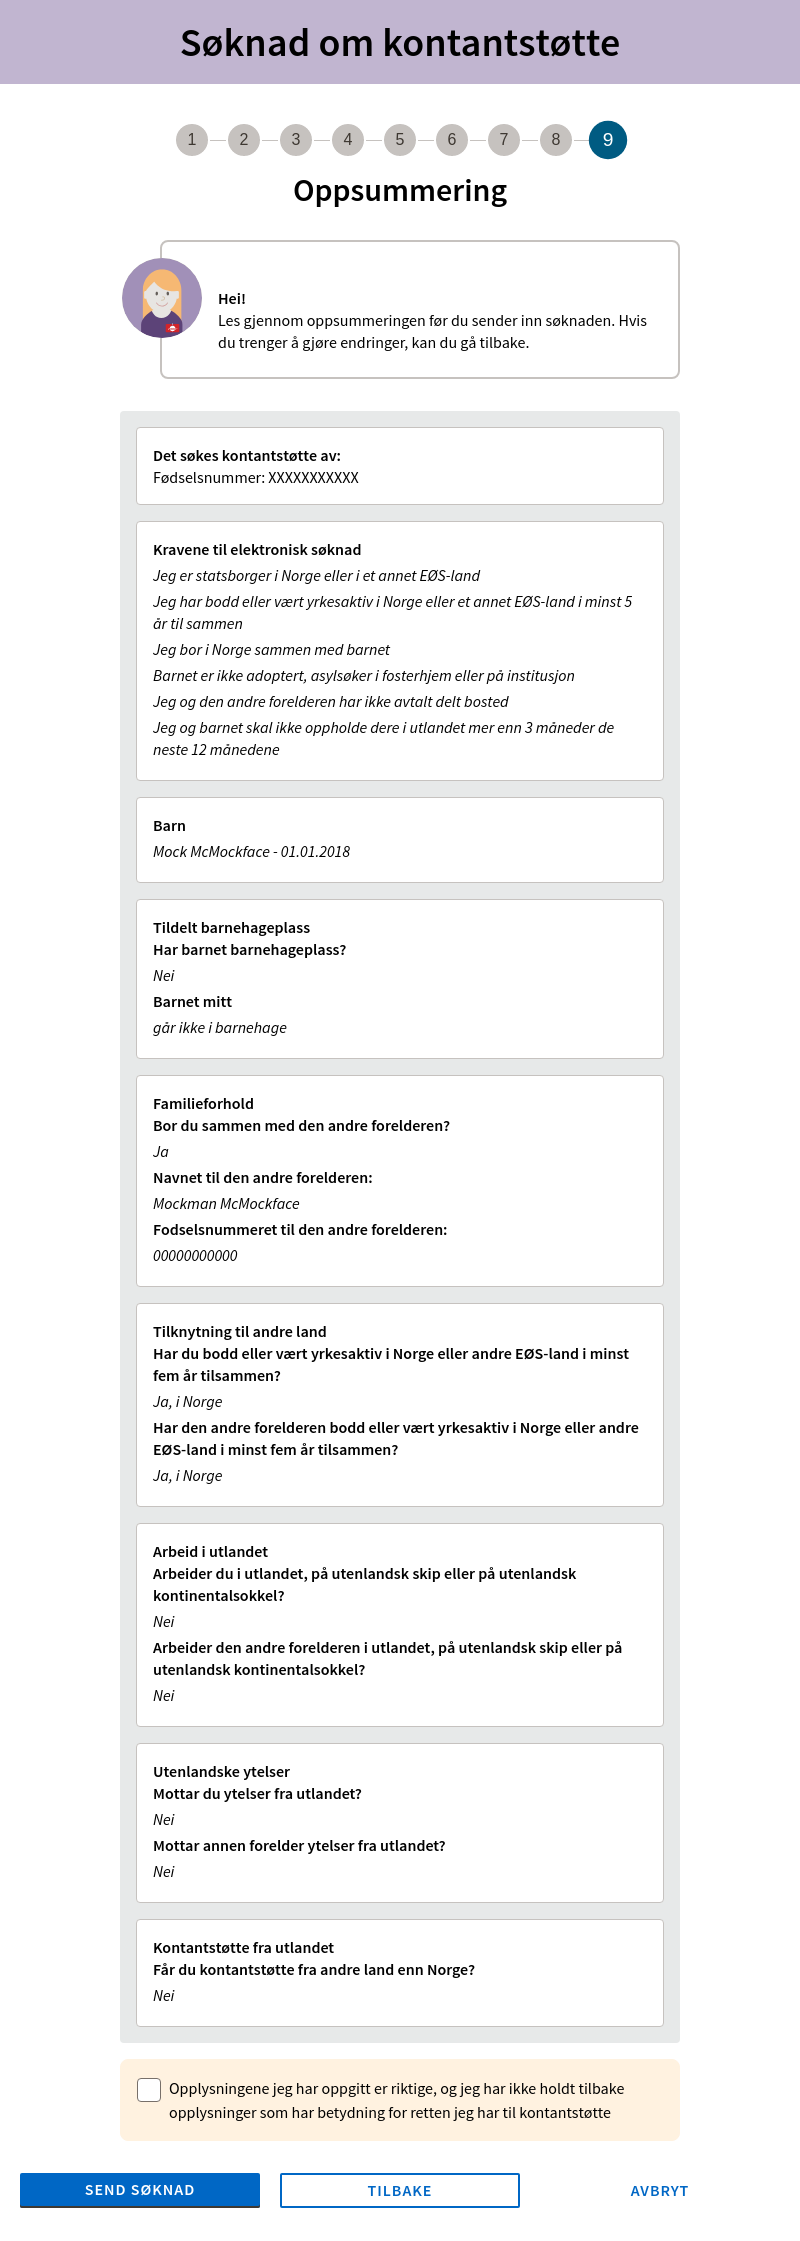 Søknad om kontantstøtte
1 2 3 4 5 6 7 8 9
Oppsummering
Hei!
Les gjennom oppsummeringen før du sender inn søknaden. Hvis
du trenger å gjøre endringer, kan du gå tilbake.
Det søkes kontantstøtte av:
Fødselsnummer: XXXXXXXXXXX
Kravene til elektronisk søknad
Jeg er statsborger i Norge eller i et annet EØS-land
Jeg har bodd eller vært yrkesaktiv i Norge eller et annet EØS-land i minst 5
år til sammen
Jeg bor i Norge sammen med barnet
Barnet er ikke adoptert, asylsøker i fosterhjem eller på institusjon
Jeg og den andre forelderen har ikke avtalt delt bosted
Jeg og barnet skal ikke oppholde dere i utlandet mer enn 3 måneder de
neste 12 månedene
Barn
Mock McMockface - 01.01.2018
Tildelt barnehageplass
Har barnet barnehageplass?
Nei
Barnet mitt
går ikke i barnehage
Familieforhold
Bor du sammen med den andre forelderen?
Ja
Navnet til den andre forelderen:
Mockman McMockface
Fodselsnummeret til den andre forelderen:
00000000000
Tilknytning til andre land
Har du bodd eller vært yrkesaktiv i Norge eller andre EØS-land i minst
fem år tilsammen?
Ja, i Norge
Har den andre forelderen bodd eller vært yrkesaktiv i Norge eller andre
EØS-land i minst fem år tilsammen?
Ja, i Norge
Arbeid i utlandet
Arbeider du i utlandet, på utenlandsk skip eller på utenlandsk
kontinentalsokkel?
Nei
Arbeider den andre forelderen i utlandet, på utenlandsk skip eller på
utenlandsk kontinentalsokkel?
Nei
Utenlandske ytelser
Mottar du ytelser fra utlandet?
Nei
Mottar annen forelder ytelser fra utlandet?
Nei
Kontantstøtte fra utlandet
Får du kontantstøtte fra andre land enn Norge?
Nei
Opplysningene jeg har oppgitt er riktige, og jeg har ikke holdt tilbake
opplysninger som har betydning for retten jeg har til kontantstøtte
SEND SØKNAD TILBAKE AVBRYT